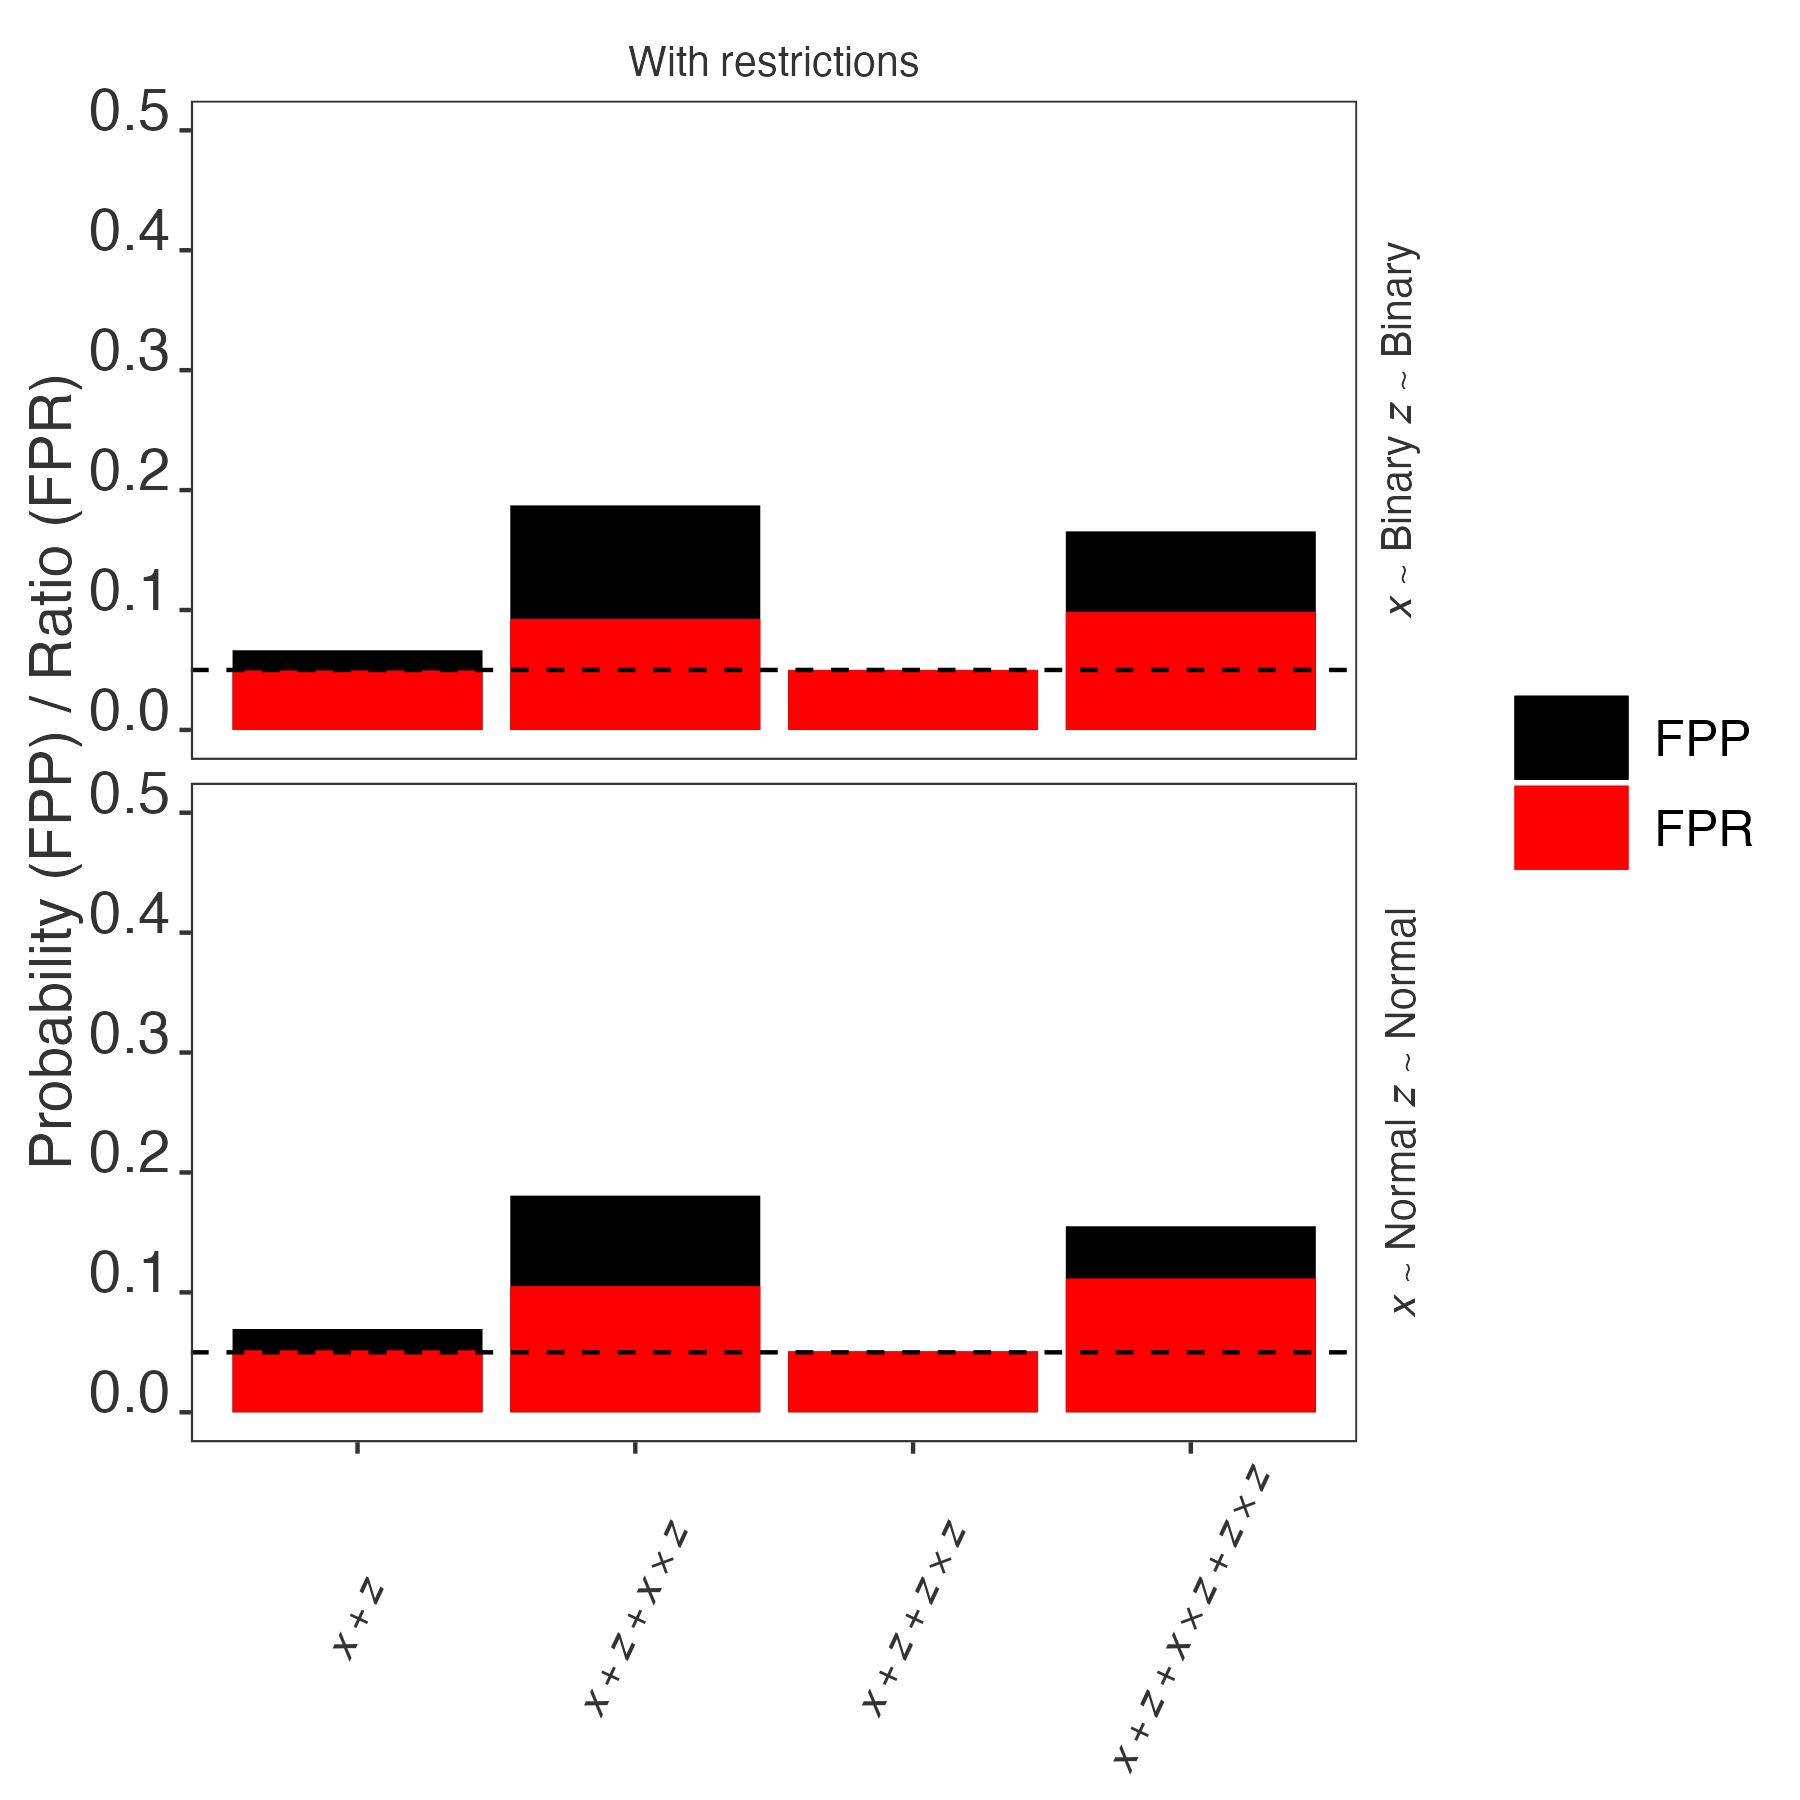 With restrictions
Probability (FPP) / Ratio (FPR)
0.5
0.4
0.3
0.2
0.1
0.0
x ~ Binary z ~ Binary
0.5
0.4
0.3
0.2
0.1
0.0
x ~ Normal z ~ Normal
x + z
x + z + x × z
x + z + z × z
x + z + x × z + z × z
FPP
FPR